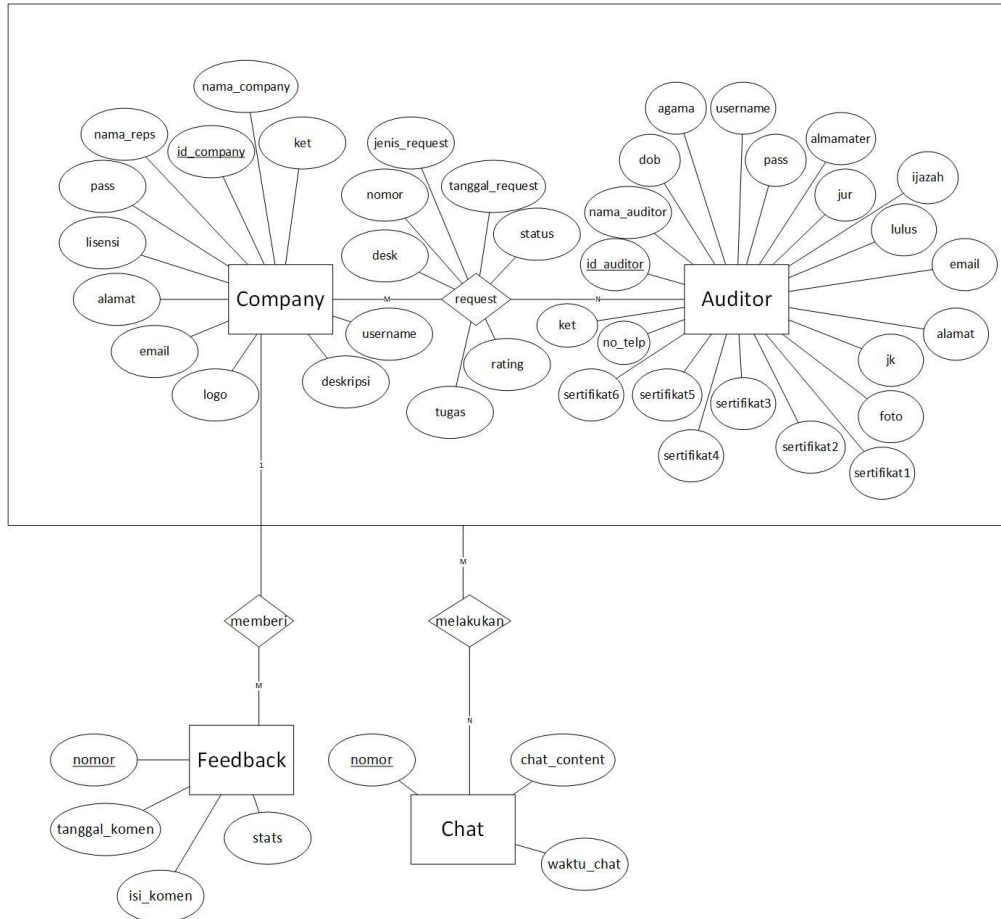 nama_company
nama_reps
id_company
ket
pass
lisensi
alamat
email
logo
deskripsi
username
Company
M
request
N
jenis_request
nomor
tanggal_request
desk
status
rating
tugas
agama
username
dob
pass
almamater
nama_auditor
jur
ijazah
id_auditor
lulus
email
Auditor
ket
no_telp
alamat
jk
sertifikat6
sertifikat5
sertifikat3
foto
sertifikat4
sertifikat2
sertifikat1
1
memberi
M
Feedback
nomor
tanggal_komen
stats
isi_komen
M
melakukan
N
nomor
chat_content
Chat
waktu_chat